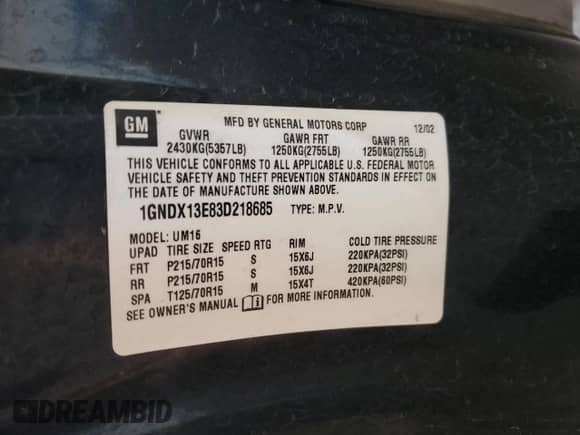 GM
MFD BY GENERAL MOTORS CORP 12/02
GVWR GAWR FRT GAWR RR
2430KG(5357LB) 1250KG(2755LB) 1250KG(2755LB)
THIS VEHICLE CONFORMS TO ALL APPLICABLE U.S. FEDERAL MOTOR
VEHICLE SAFETY AND THEFT PREVENTION STANDARDS IN EFFECT ON
THE DATE OF MANUFACTURE SHOWN ABOVE.
1GNDX13E83D218685 TYPE: M.P.V.
MODEL: UM16
UPAD TIRE SIZE SPEED RTG RIM COLD TIRE PRESSURE
FRT P215/70R15 S 15X6J 220KPA(32PSI)
RR P215/70R15 S 15X6J 220KPA(32PSI)
SPA T125/70R15 M 15X4T 420KPA(60PSI)
SEE OWNER'S MANUAL FOR MORE INFORMATION.
DREAMBID